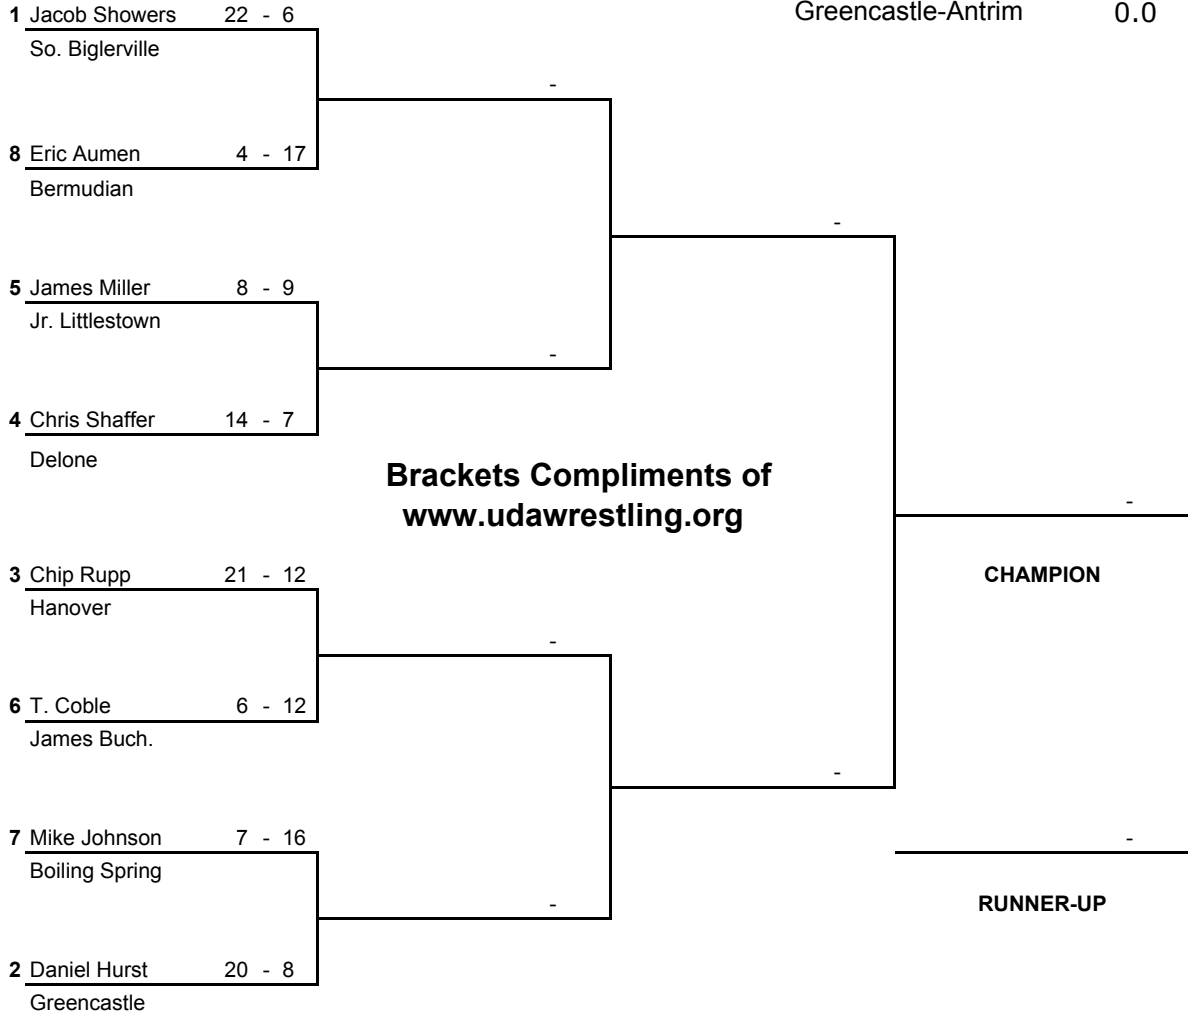 Greencastle-Antrim 0.0
1 Jacob Showers 22 - 6
So. Biglerville
-
8 Eric Aumen 4 - 17
Bermudian
-
5 James Miller 8 - 9
Jr. Littlestown
-
4 Chris Shaffer 14 - 7
Delone
Brackets Compliments of
www.udawrestling.org
-
3 Chip Rupp 21 - 12
CHAMPION
Hanover
-
6 T. Coble 6 - 12
James Buch.
-
7 Mike Johnson 7 - 16
-
Boiling Spring
-
RUNNER-UP
2 Daniel Hurst 20 - 8
Greencastle